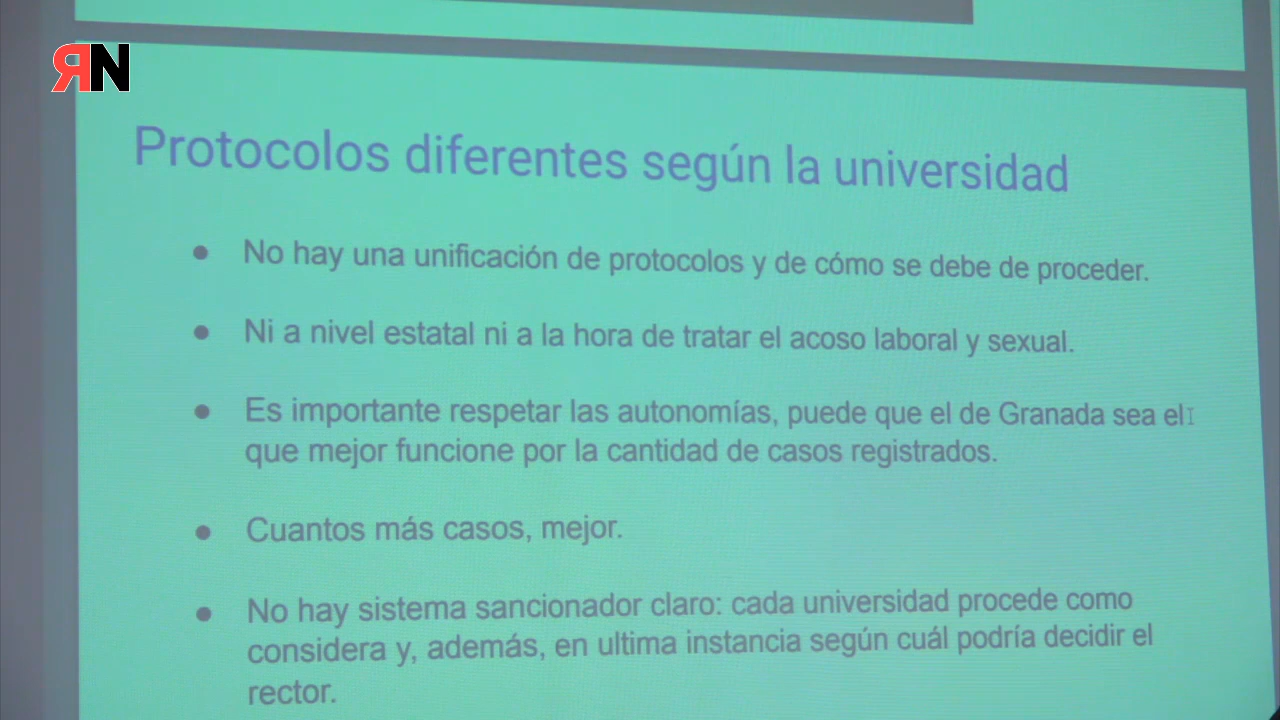 RN
Protocolos diferentes según la universidad
No hay una unificación de protocolos y de cómo se debe de proceder.
Ni a nivel estatal ni a la hora de tratar el acoso laboral y sexual.
Es importante respetar las autonomías, puede que el de Granada sea el
que mejor funcione por la cantidad de casos registrados.
Cuantos más casos, mejor.
No hay sistema sancionador claro: cada universidad procede como
considera y, además, en ultima instancia según cuál podría decidir el
rector.